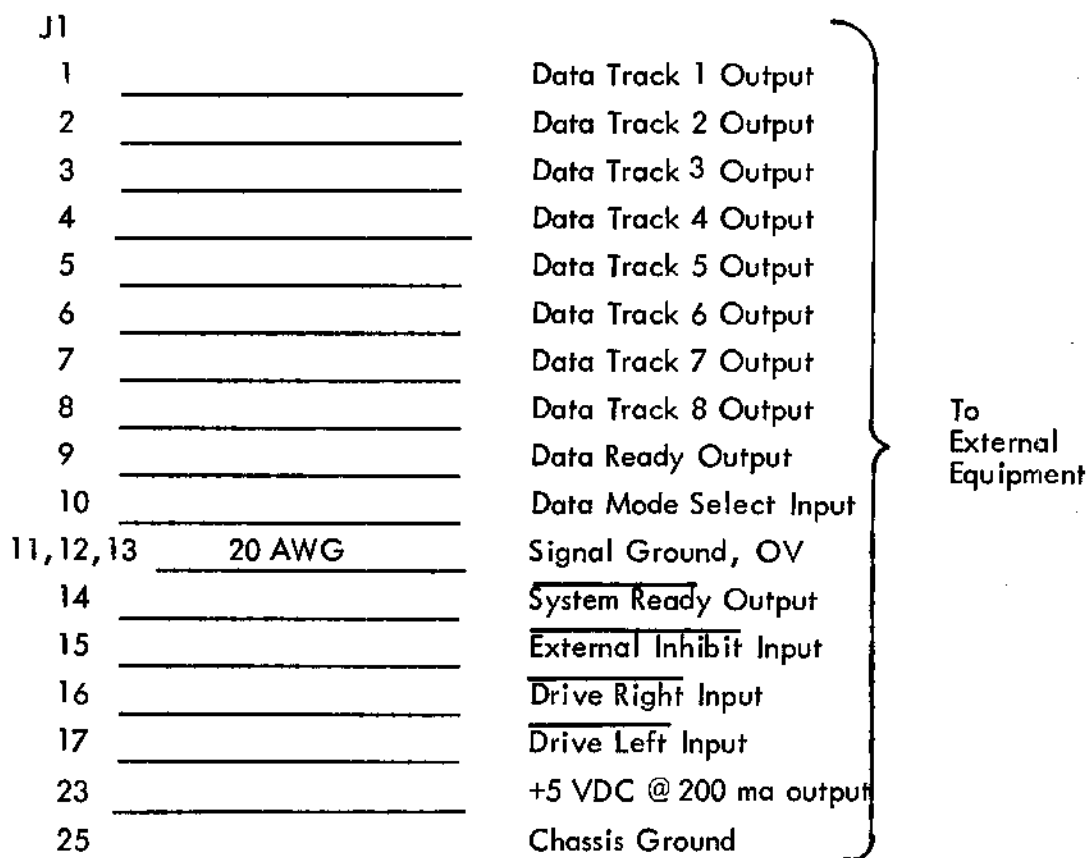 J1
1 Data Track 1 Output
2 Data Track 2 Output
3 Data Track 3 Output
4 Data Track 4 Output
5 Data Track 5 Output
6 Data Track 6 Output
7 Data Track 7 Output
8 Data Track 8 Output
9 Data Ready Output
10 Data Mode Select Input
11,12,13 20 AWG Signal Ground, OV
14 System Ready Output
15 External Inhibit Input
16 Drive Right Input
17 Drive Left Input
23 +5 VDC @ 200 ma output
25 Chassis Ground
To
External
Equipment